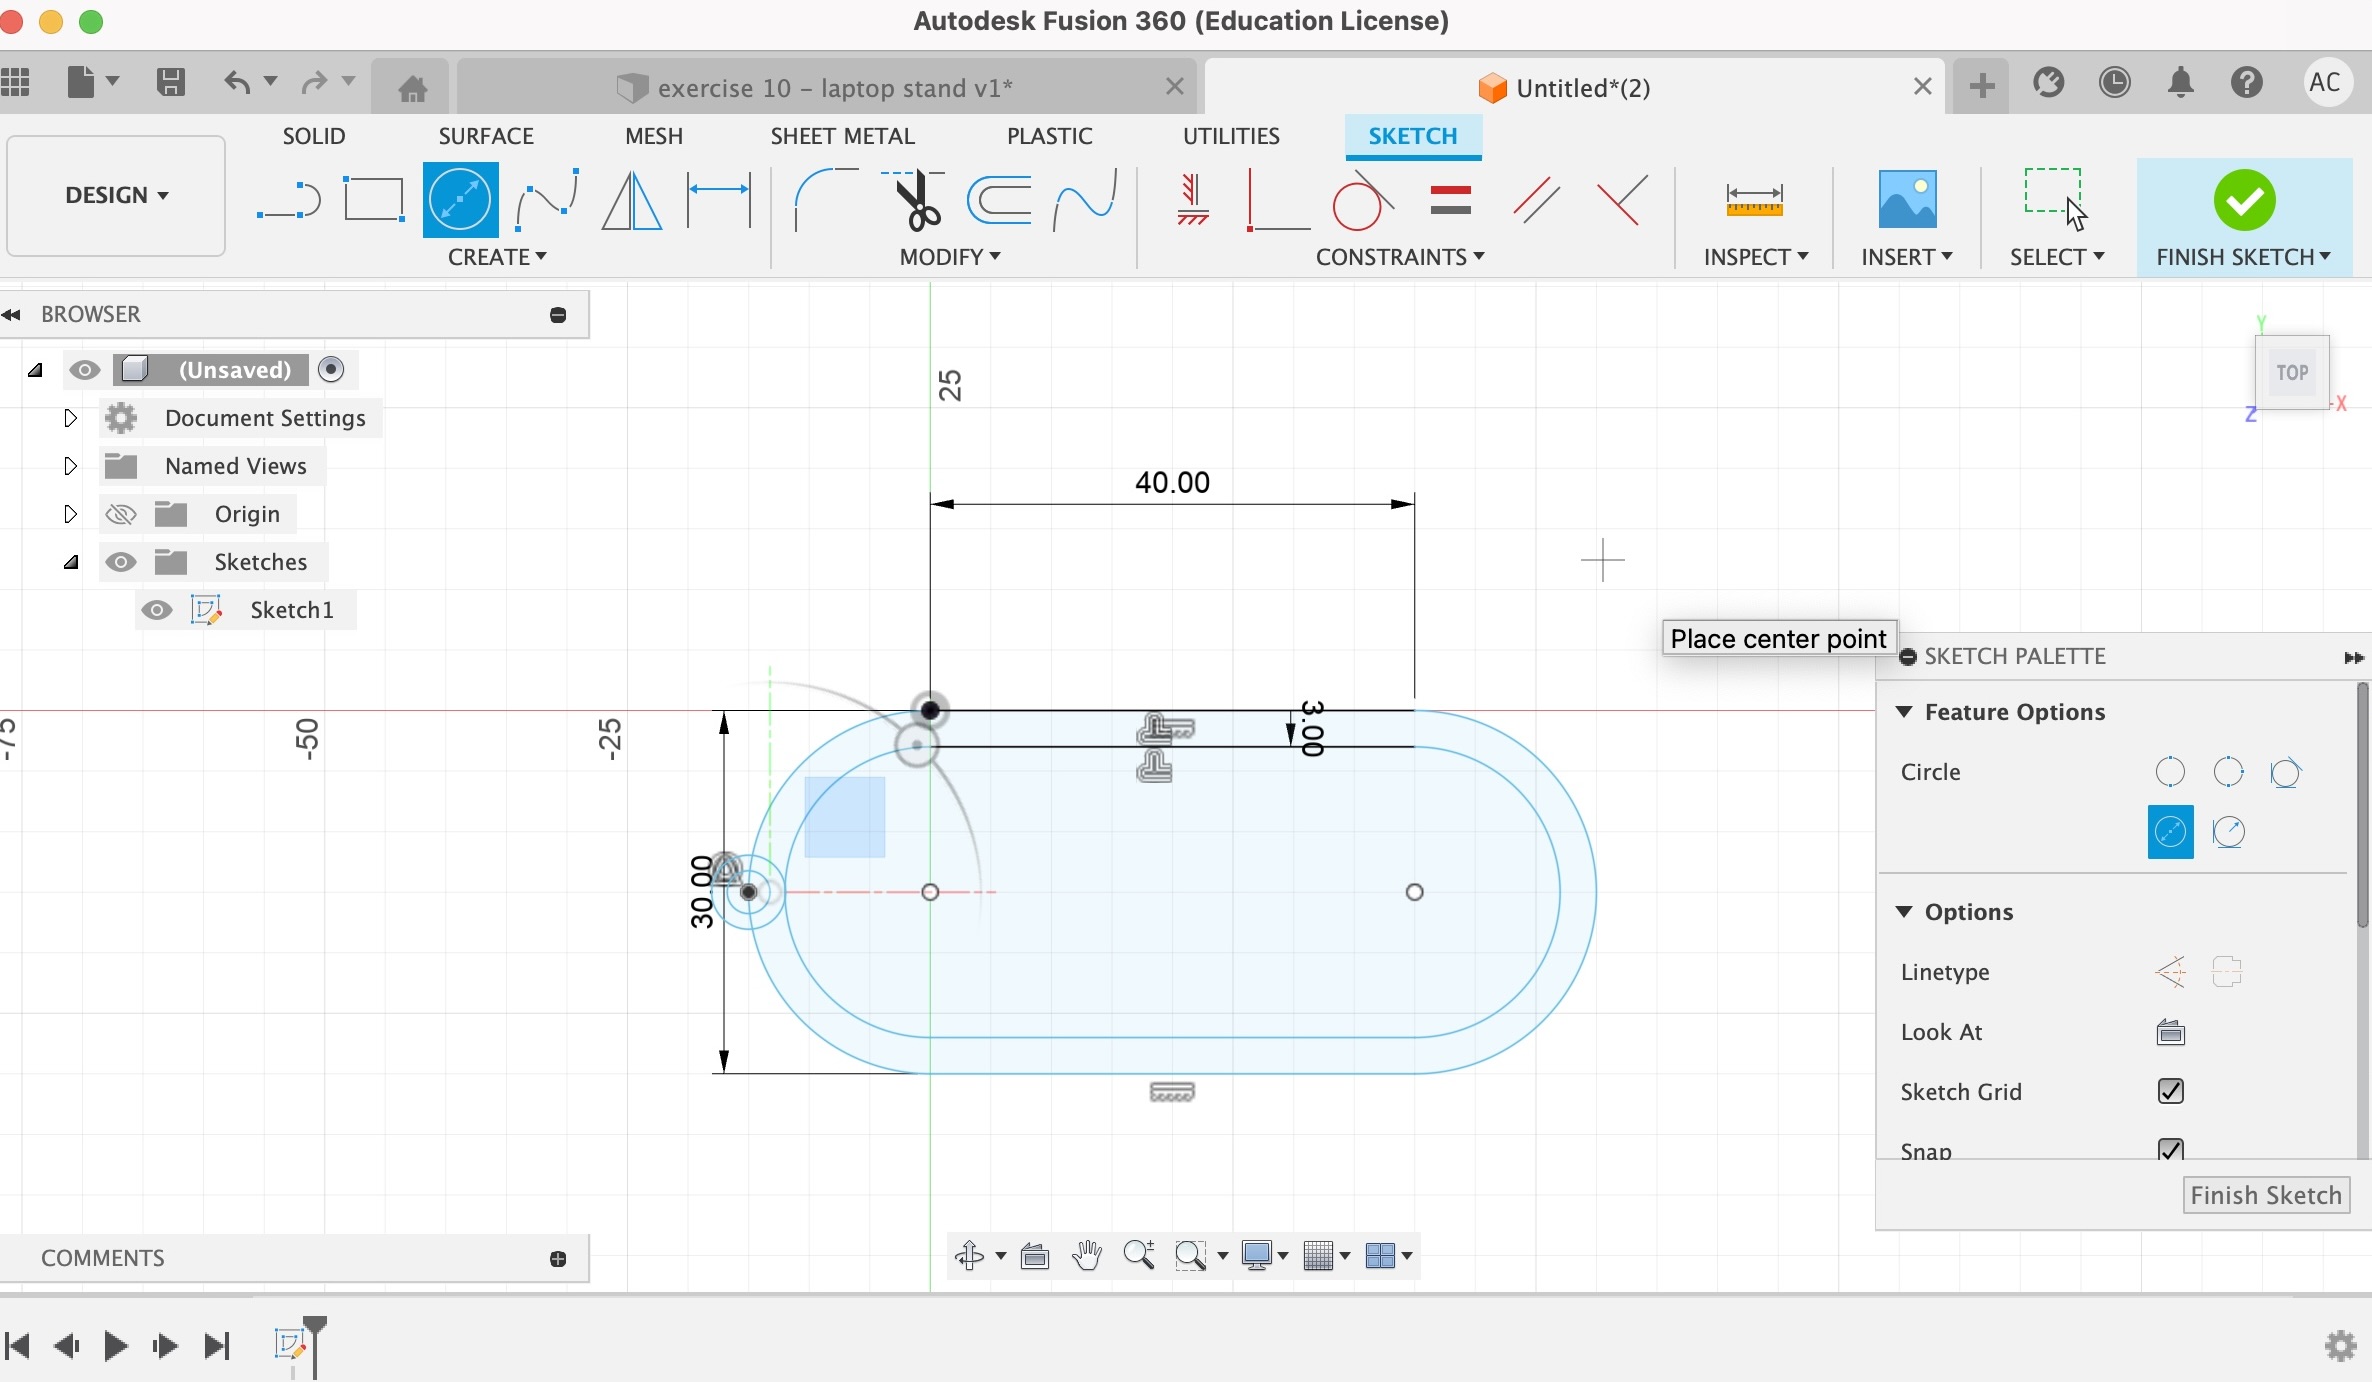 Autodesk Fusion 360 (Education License)
exercise 10 – laptop stand v1*
Untitled*(2)
AC
SOLID
SURFACE
MESH
SHEET METAL
PLASTIC
UTILITIES
SKETCH
DESIGN
CREATE
MODIFY
CONSTRAINTS
INSPECT
INSERT
SELECT
FINISH SKETCH
BROWSER
(Unsaved)
Document Settings
Named Views
Origin
Sketches
Sketch1
Y
TOP
X
Z
25
40.00
Place center point
-75
-50
-25
3.00
30.00
SKETCH PALETTE
Feature Options
Circle
Options
Linetype
Look At
Sketch Grid
Snap
Finish Sketch
COMMENTS